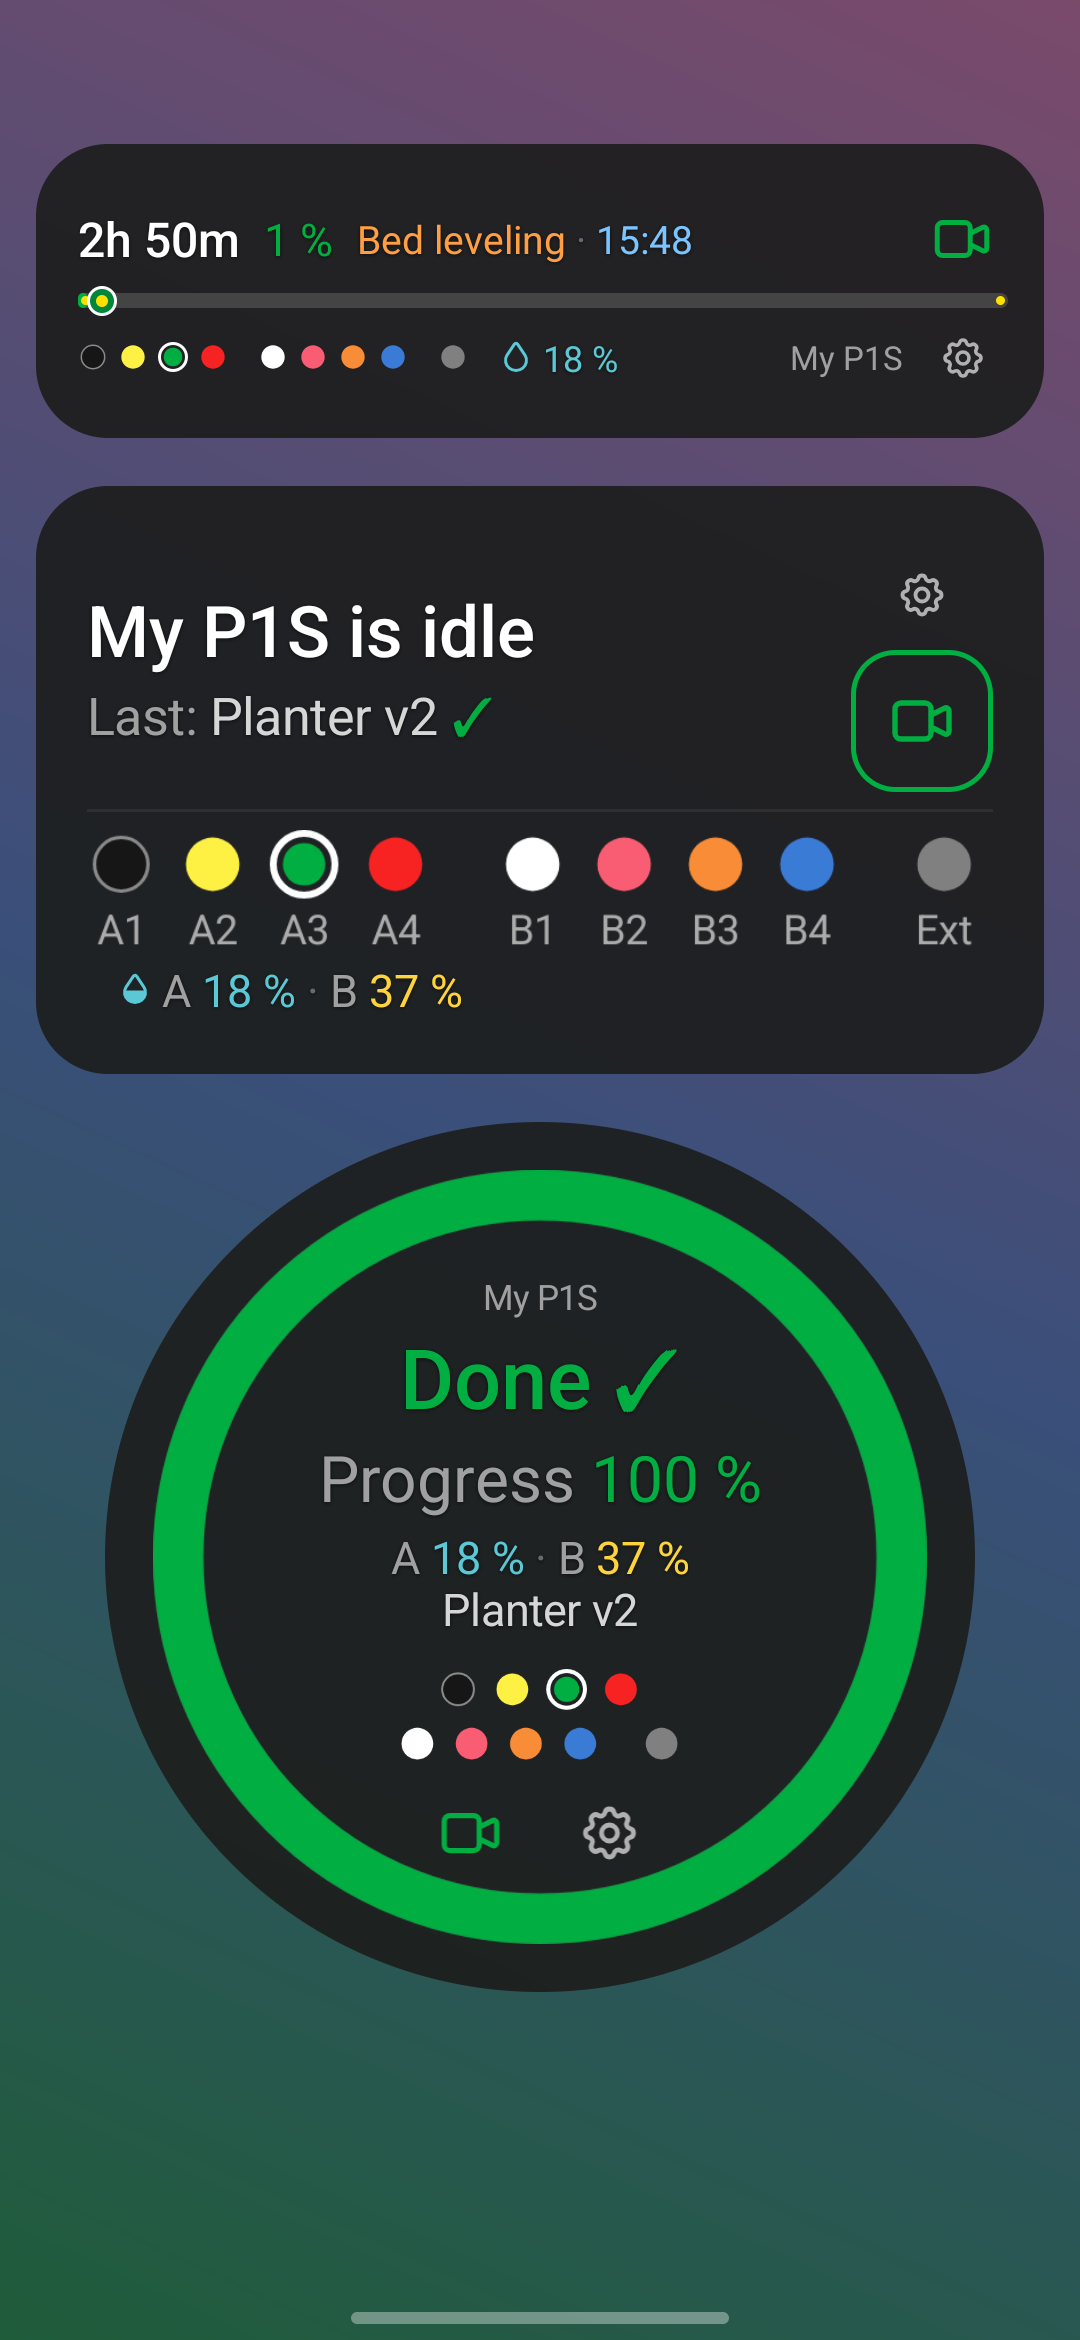 2h 50m 1 % Bed leveling · 15:48
18 % My P1S
My P1S is idle
Last: Planter v2 ✓
A1 A2 A3 A4 B1 B2 B3 B4 Ext
A 18 % · B 37 %
My P1S
Done ✓
Progress 100 %
A 18 % · B 37 %
Planter v2